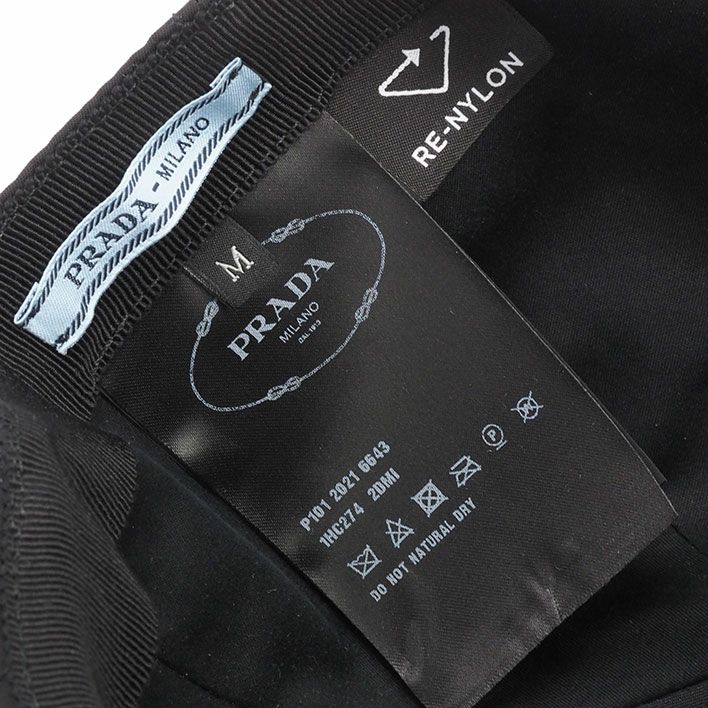 PRADA - MILANO
RE-NYLON
M
PRADA
MILANO
DAL 1913
P101 2021 6643
1HC274 2DMI
P
DO NOT NATURAL DRY